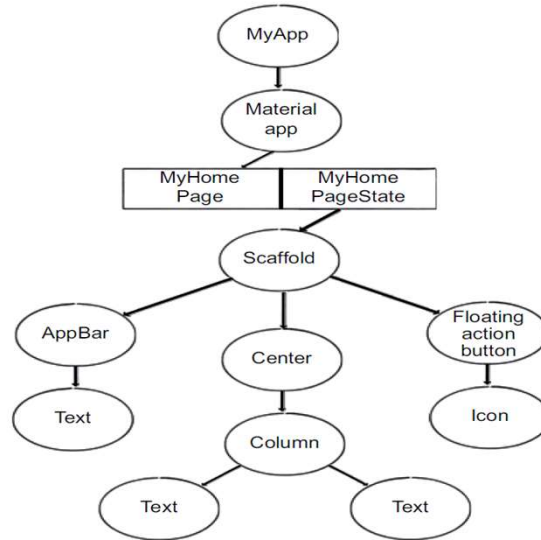 MyApp
Material
app
MyHome
Page
MyHome
PageState
Scaffold
AppBar
Center
Floating
action
button
Text
Column
Icon
Text
Text